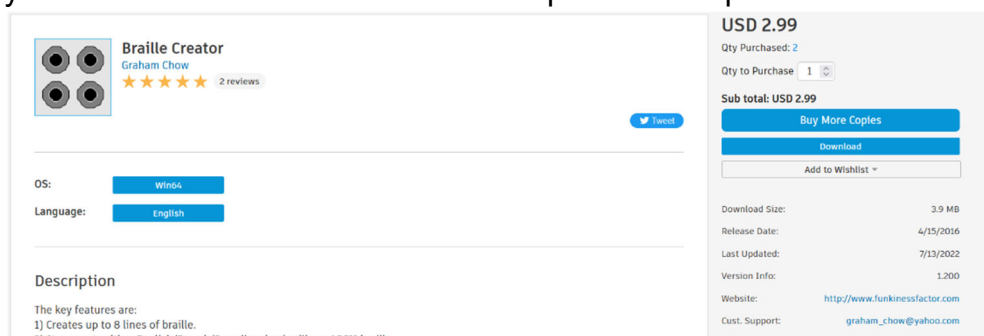 Braille Creator
Graham Chow
2 reviews
Tweet
OS:
Win64
Language:
English
Description
The key features are:
1) Creates up to 8 lines of braille.
USD 2.99
Qty Purchased: 2
Qty to Purchase 1
Sub total: USD 2.99
Buy More Copies
Download
Add to Wishlist
Download Size: 3.9 MB
Release Date: 4/15/2016
Last Updated: 7/13/2022
Version Info: 1.200
Website: http://www.funkinessfactor.com
Cust. Support: graham_chow@yahoo.com